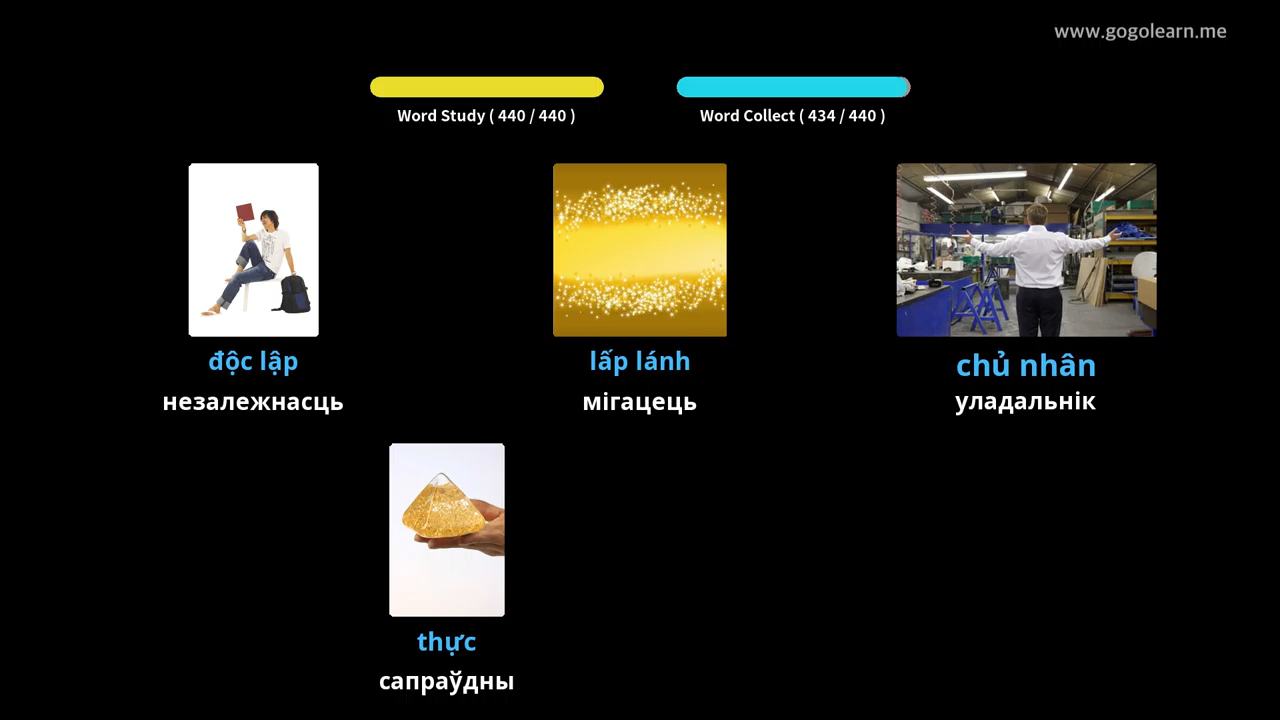 www.gogolearn.me
Word Study ( 440 / 440 )
Word Collect ( 434 / 440 )
độc lập
lấp lánh
chủ nhân
незалежнасць
мігацець
уладальнік
thực
сапраўдны